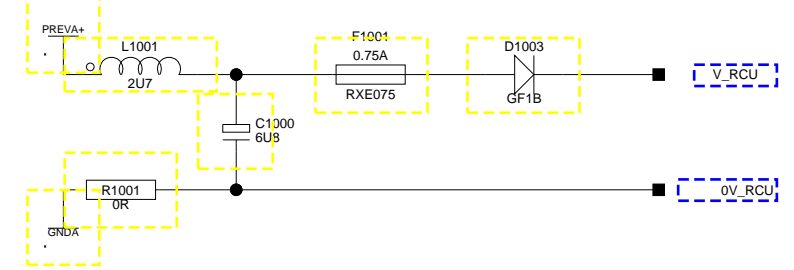 PREVA+
L1001
2U7
F1001
0.75A
RXE075
D1003
GF1B
V_RCU
C1000
6U8
R1001
0R
0V_RCU
GNDA